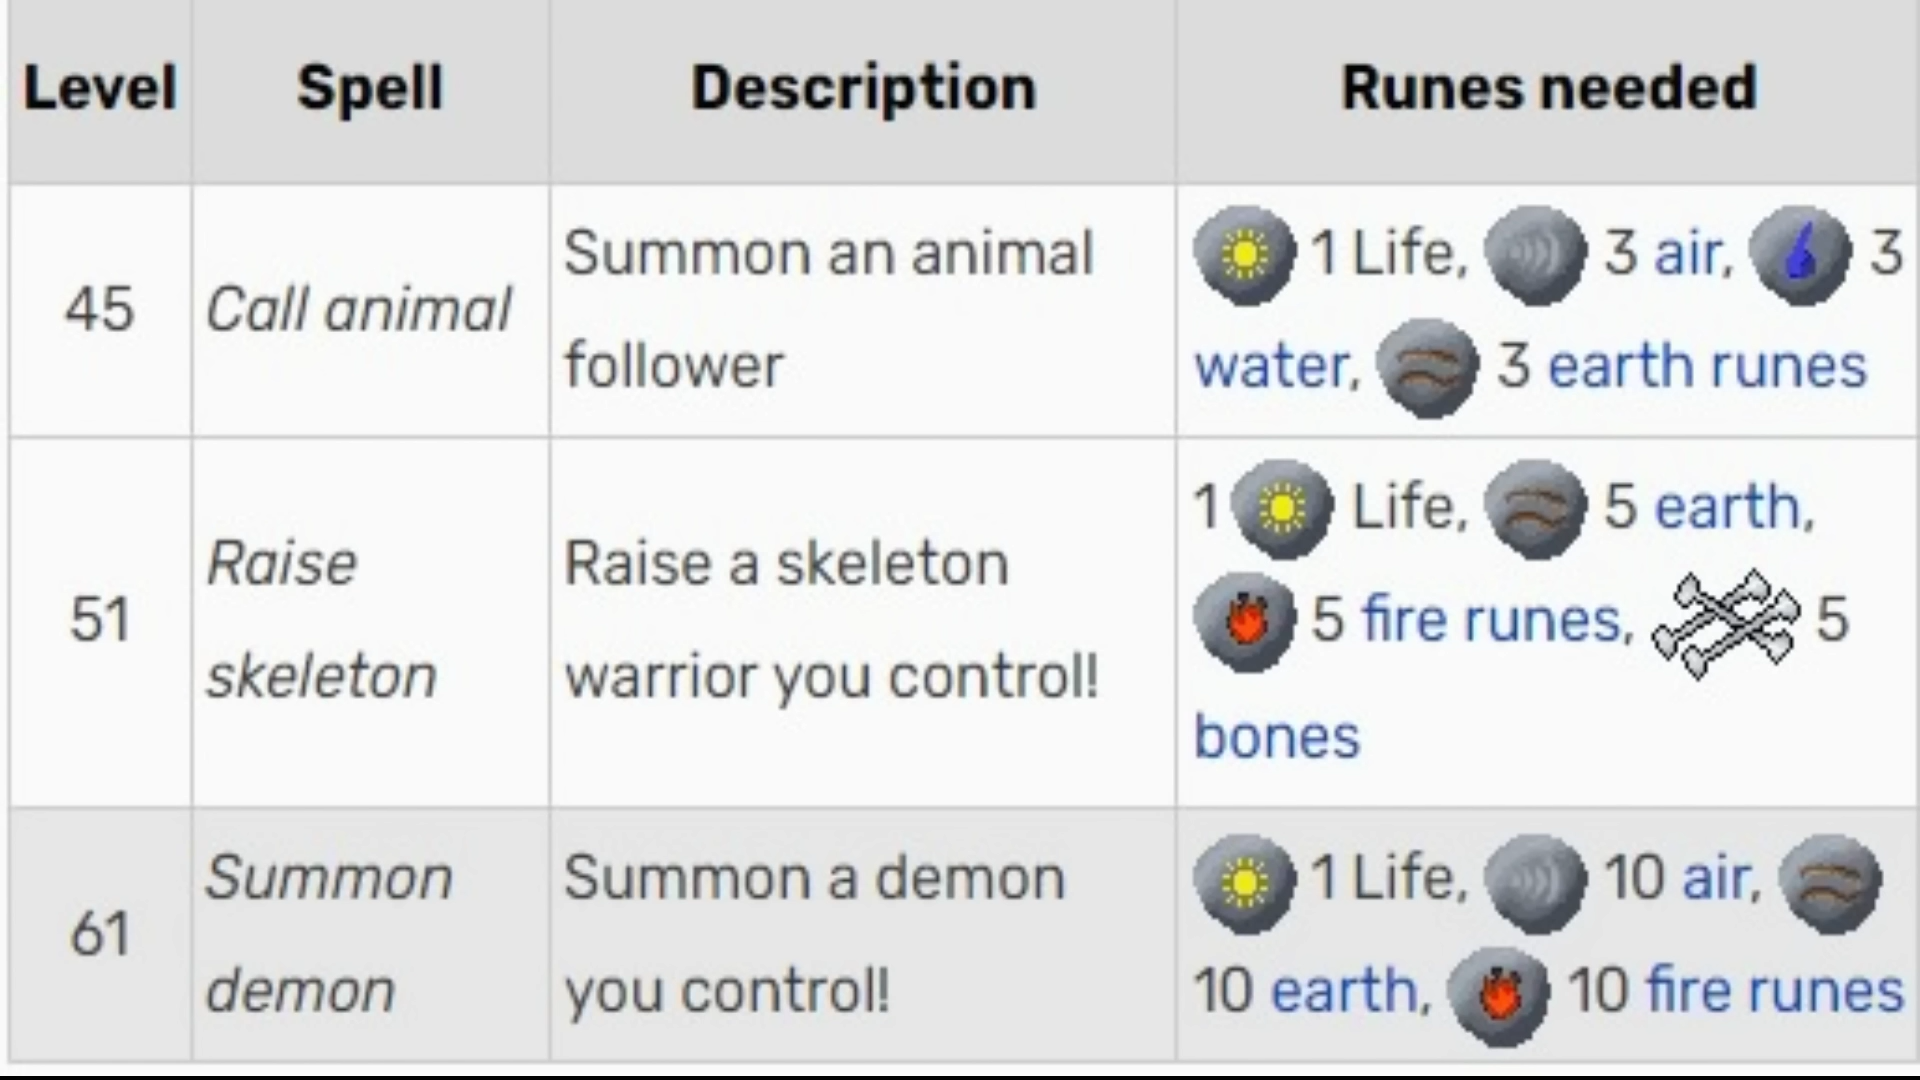 Level Spell Description Runes needed
45 Call animal Summon an animal
follower
1 Life, 3 air, 3
water, 3 earth runes
51 Raise
skeleton
Raise a skeleton
warrior you control!
1 Life, 5 earth,
5 fire runes, 5
bones
61 Summon
demon
Summon a demon
you control!
1 Life, 10 air,
10 earth, 10 fire runes